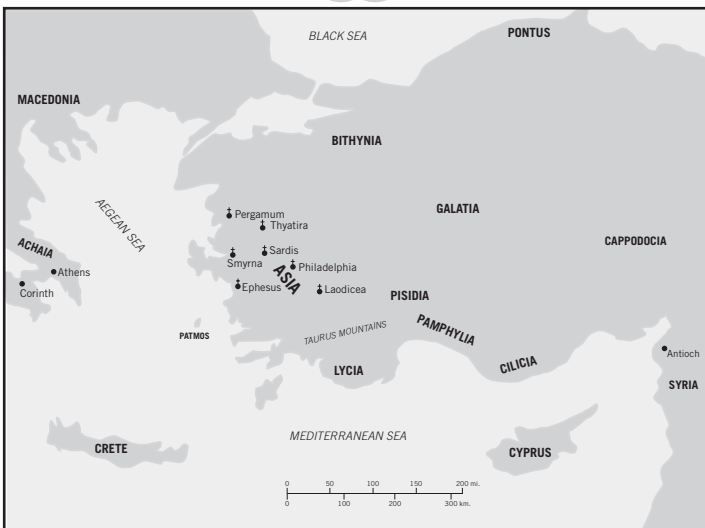 BLACK SEA
PONTUS
MACEDONIA
BITHYNIA
AEGEAN SEA
Pergamum
Thyatira
GALATIA
CAPPODOCIA
ACHAIA
Athens
Corinth
Smyrna
Sardis
Philadelphia
ASIA
Ephesus
Laodicea
PISIDIA
PATMOS
TAURUS MOUNTAINS
PAMPHYLIA
LYCIA
CILICIA
Antioch
SYRIA
MEDITERRANEAN SEA
CRETE
CYPRUS
0 50 100 150 200 mi.
0 100 200 300 km.